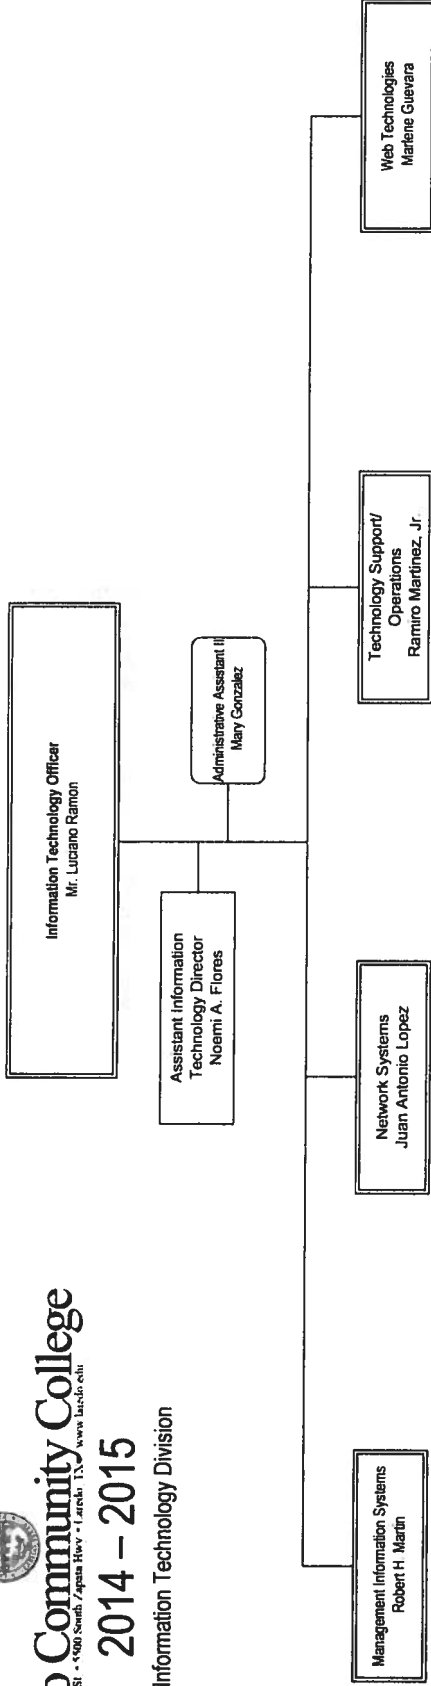 Community College
St • 5500 South Zapata Hwy • Laredo, TX • www.laredo.edu
2014 – 2015
Information Technology Division
Information Technology Officer
Mr. Luciano Ramon
Assistant Information
Technology Director
Noemi A. Flores
Administrative Assistant III
Mary Gonzalez
Management Information Systems
Robert H. Martin
Network Systems
Juan Antonio Lopez
Technology Support/
Operations
Ramiro Martinez, Jr.
Web Technologies
Marlene Guevara